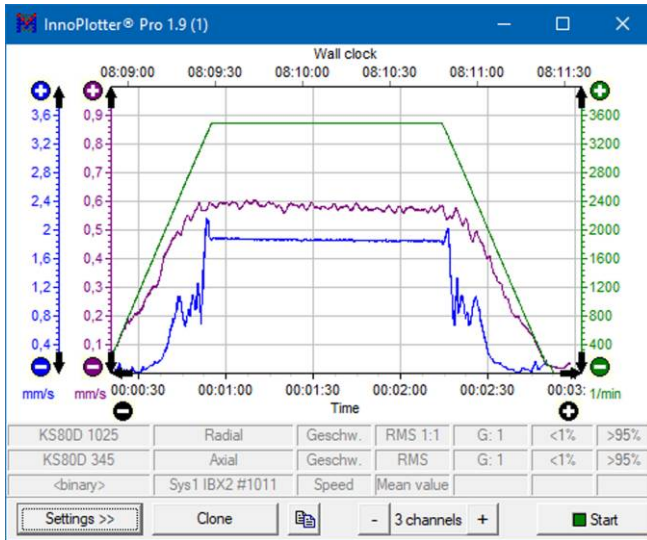 InnoPlotter® Pro 1.9 (1)
Wall clock
08:09:00 08:09:30 08:10:00 08:10:30 08:11:00 08:11:30
3,6 0,9 3600
3,2 0,8 3200
2,8 0,7 2800
2,4 0,6 2400
2 0,5 2000
1,6 0,4 1600
1,2 0,3 1200
0,8 0,2 800
0,4 0,1 400
mm/s mm/s 00:00:30 00:01:00 00:01:30 00:02:00 00:02:30 00:03: 1/min
Time
KS80D 1025 Radial Geschw. RMS 1:1 G: 1 <1% >95%
KS80D 345 Axial Geschw. RMS G: 1 <1% >95%
<binary> Sys1 IBX2 #1011 Speed Mean value
Settings >> Clone - 3 channels + Start